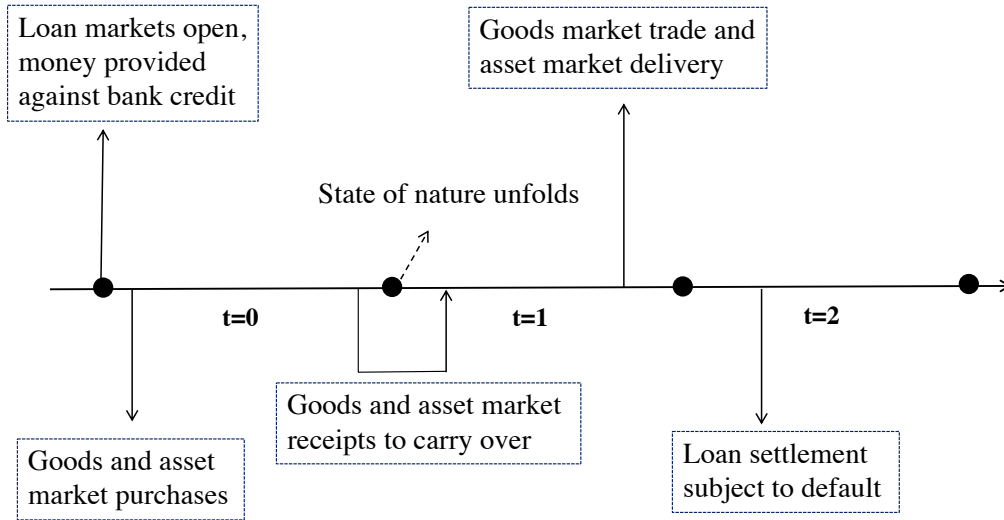 Loan markets open,
money provided
against bank credit
Goods market trade and
asset market delivery
State of nature unfolds
t=0
t=1
t=2
Goods and asset market
receipts to carry over
Goods and asset
market purchases
Loan settlement
subject to default